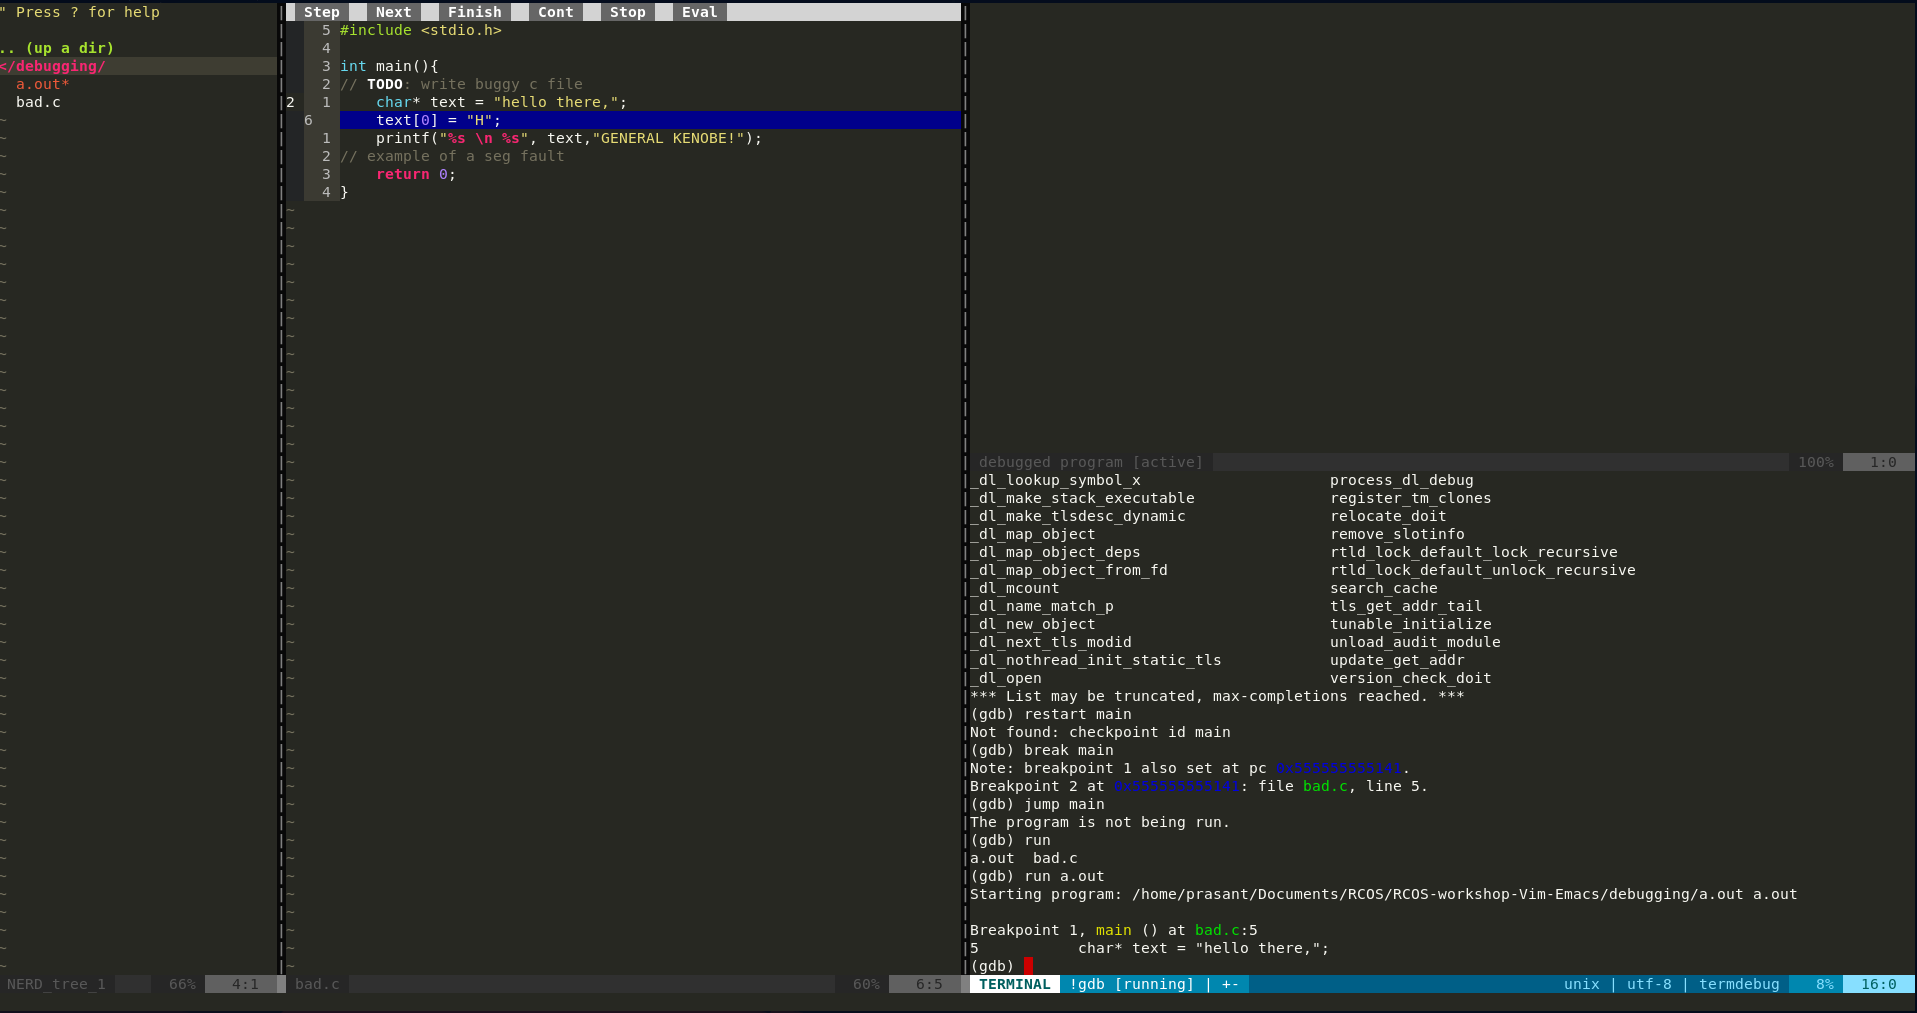 " Press ? for help
.. (up a dir)
</debugging/
a.out*
bad.c
~
NERD_tree_1 66% 4:1
Step Next Finish Cont Stop Eval
5 #include <stdio.h>
4
3 int main(){
2 // TODO: write buggy c file
2 1 char* text = "hello there,";
6 text[0] = "H";
1 printf("%s \n %s", text,"GENERAL KENOBE!");
2 // example of a seg fault
3 return 0;
4 }
~
bad.c 60% 6:5
debugged program [active] 100% 1:0
_dl_lookup_symbol_x process_dl_debug
_dl_make_stack_executable register_tm_clones
_dl_make_tlsdesc_dynamic relocate_doit
_dl_map_object remove_slotinfo
_dl_map_object_deps rtld_lock_default_lock_recursive
_dl_map_object_from_fd rtld_lock_default_unlock_recursive
_dl_mcount search_cache
_dl_name_match_p tls_get_addr_tail
_dl_new_object tunable_initialize
_dl_next_tls_modid unload_audit_module
_dl_nothread_init_static_tls update_get_addr
_dl_open version_check_doit
*** List may be truncated, max-completions reached. ***
(gdb) restart main
Not found: checkpoint id main
(gdb) break main
Note: breakpoint 1 also set at pc 0x555555555141.
Breakpoint 2 at 0x555555555141: file bad.c, line 5.
(gdb) jump main
The program is not being run.
(gdb) run
a.out bad.c
(gdb) run a.out
Starting program: /home/prasant/Documents/RCOS/RCOS-workshop-Vim-Emacs/debugging/a.out a.out
Breakpoint 1, main () at bad.c:5
5 char* text = "hello there,";
(gdb)
TERMINAL !gdb [running] | +- unix | utf-8 | termdebug 8% 16:0